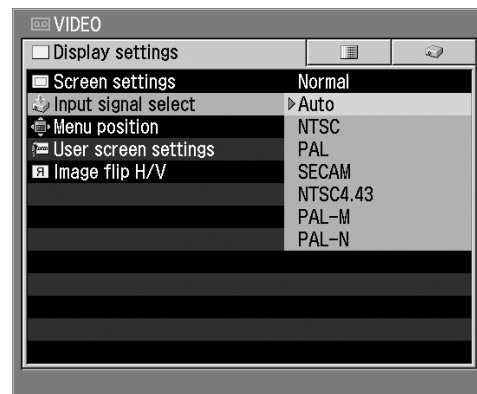 VIDEO
Display settings
Screen settings Normal
Input signal select Auto
Menu position NTSC
User screen settings PAL
Image flip H/V SECAM
NTSC4.43
PAL-M
PAL-N